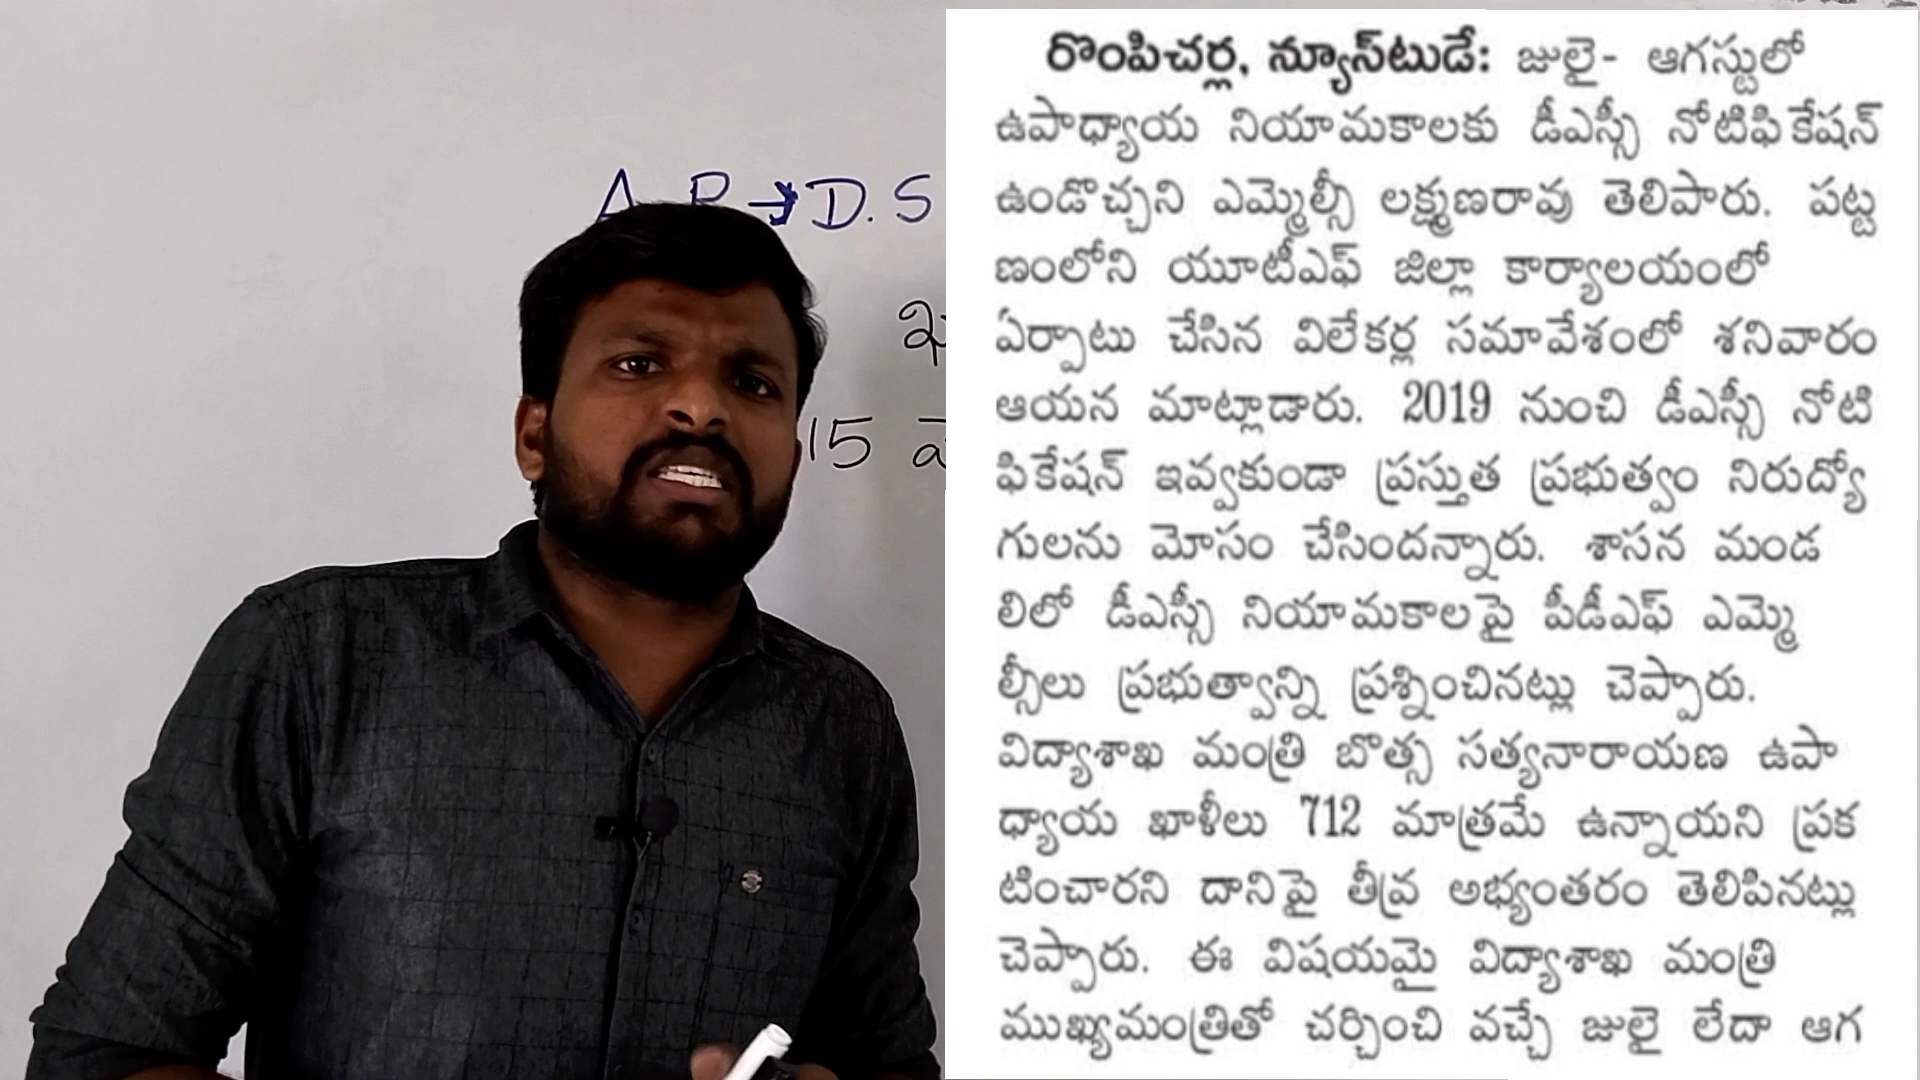 A.P → D.S
15
రొంపిచర్ల, న్యూస్‌టుడే: జులై- ఆగస్టులో
ఉపాధ్యాయ నియామకాలకు డీఎస్సీ నోటిఫికేషన్
ఉండొచ్చని ఎమ్మెల్సీ లక్ష్మణరావు తెలిపారు. పట్ట
ణంలోని యూటీఎఫ్ జిల్లా కార్యాలయంలో
ఏర్పాటు చేసిన విలేకర్ల సమావేశంలో శనివారం
ఆయన మాట్లాడారు. 2019 నుంచి డీఎస్సీ నోటి
ఫికేషన్ ఇవ్వకుండా ప్రస్తుత ప్రభుత్వం నిరుద్యో
గులను మోసం చేసిందన్నారు. శాసన మండ
లిలో డీఎస్సీ నియామకాలపై పీడీఎఫ్ ఎమ్మె
ల్సీలు ప్రభుత్వాన్ని ప్రశ్నించినట్లు చెప్పారు.
విద్యాశాఖ మంత్రి బొత్స సత్యనారాయణ ఉపా
ధ్యాయ ఖాళీలు 712 మాత్రమే ఉన్నాయని ప్రక
టించారని దానిపై తీవ్ర అభ్యంతరం తెలిపినట్లు
చెప్పారు. ఈ విషయమై విద్యాశాఖ మంత్రి
ముఖ్యమంత్రితో చర్చించి వచ్చే జులై లేదా ఆగ